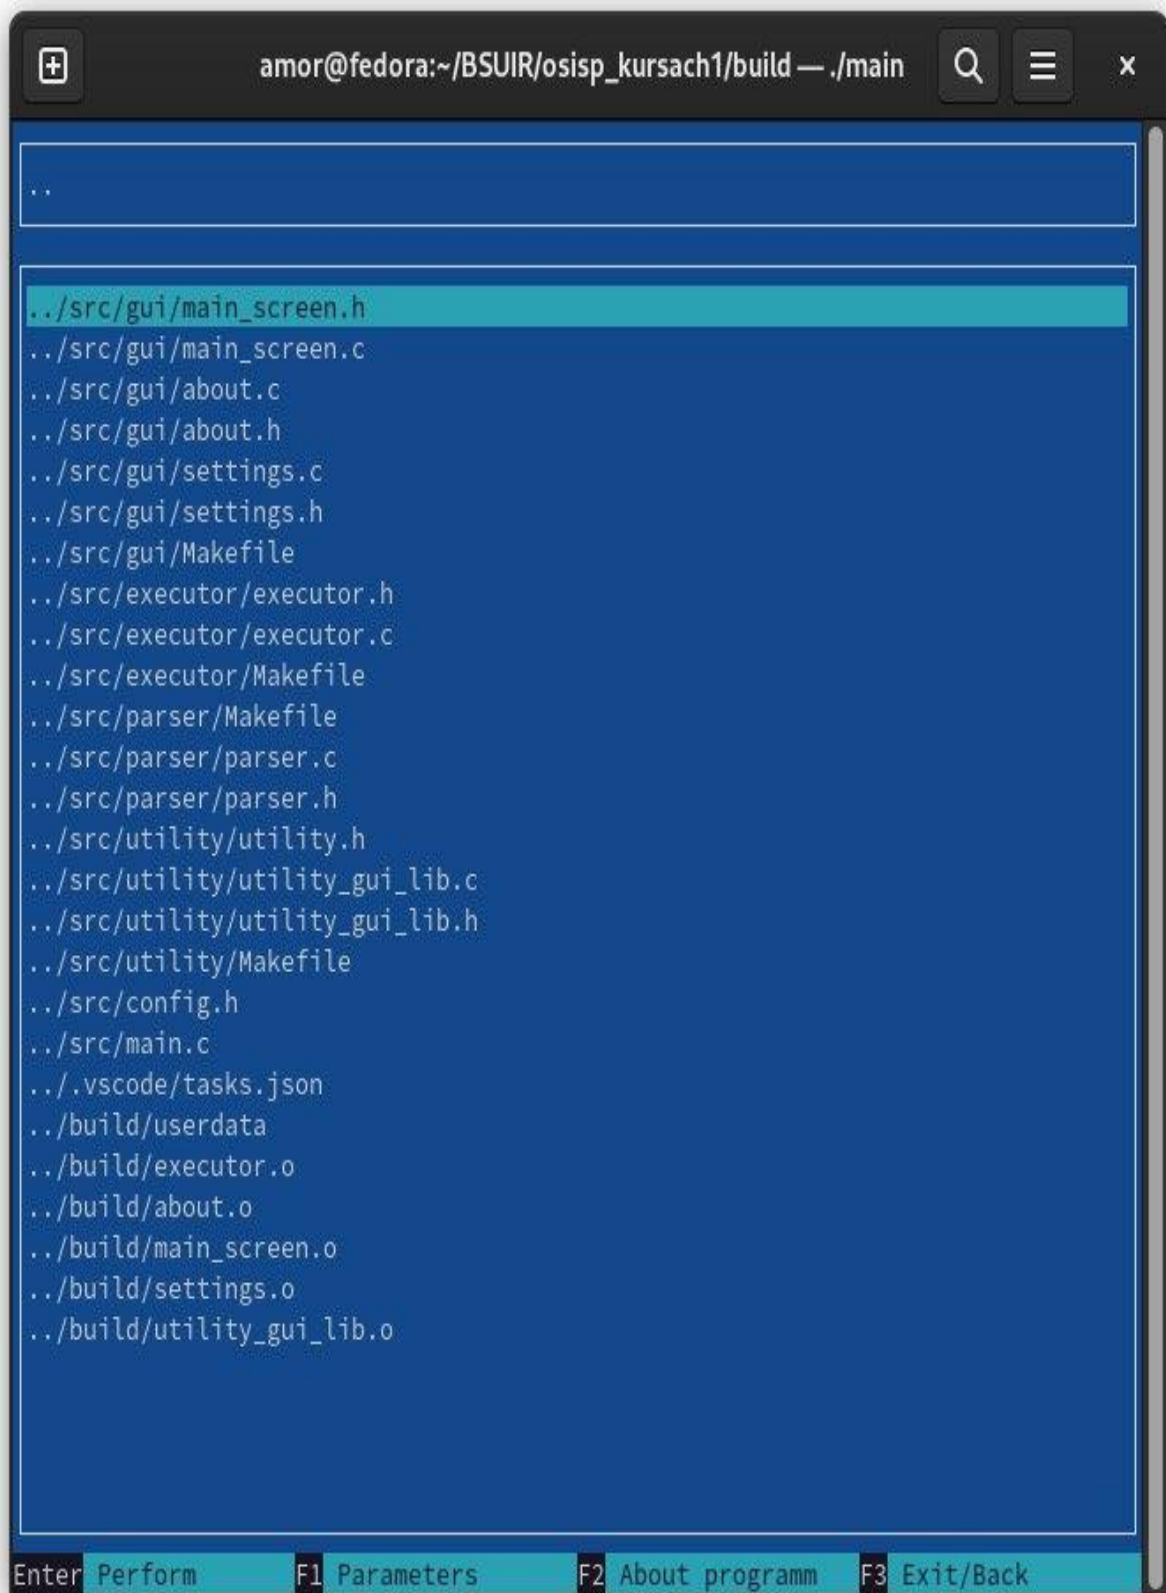 amor@fedora:~/BSUIR/osisp_kursach1/build — ./main
..
../src/gui/main_screen.h
../src/gui/main_screen.c
../src/gui/about.c
../src/gui/about.h
../src/gui/settings.c
../src/gui/settings.h
../src/gui/Makefile
../src/executor/executor.h
../src/executor/executor.c
../src/executor/Makefile
../src/parser/Makefile
../src/parser/parser.c
../src/parser/parser.h
../src/utility/utility.h
../src/utility/utility_gui_lib.c
../src/utility/utility_gui_lib.h
../src/utility/Makefile
../src/config.h
../src/main.c
../.vscode/tasks.json
../build/userdata
../build/executor.o
../build/about.o
../build/main_screen.o
../build/settings.o
../build/utility_gui_lib.o
Enter Perform F1 Parameters F2 About programm F3 Exit/Back